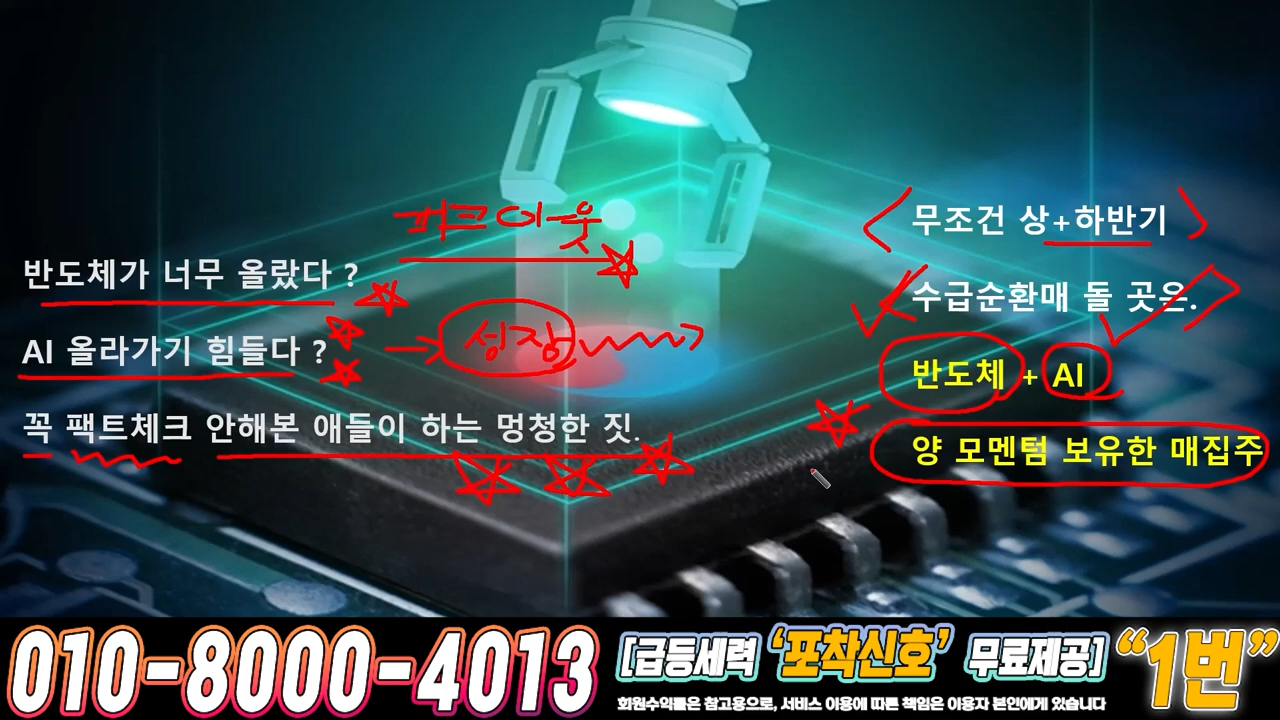 피크아웃
반도체가 너무 올랐다 ?
AI 올라가기 힘들다 ?
성장
꼭 팩트체크 안해본 애들이 하는 멍청한 짓.
무조건 상+하반기
수급순환매 돌 곳은.
반도체 + AI
양 모멘텀 보유한 매집주
010-8000-4013
[급등세력 '포착신호' 무료제공] "1번"
회원수익률은 참고용으로, 서비스 이용에 따른 책임은 이용자 본인에게 있습니다